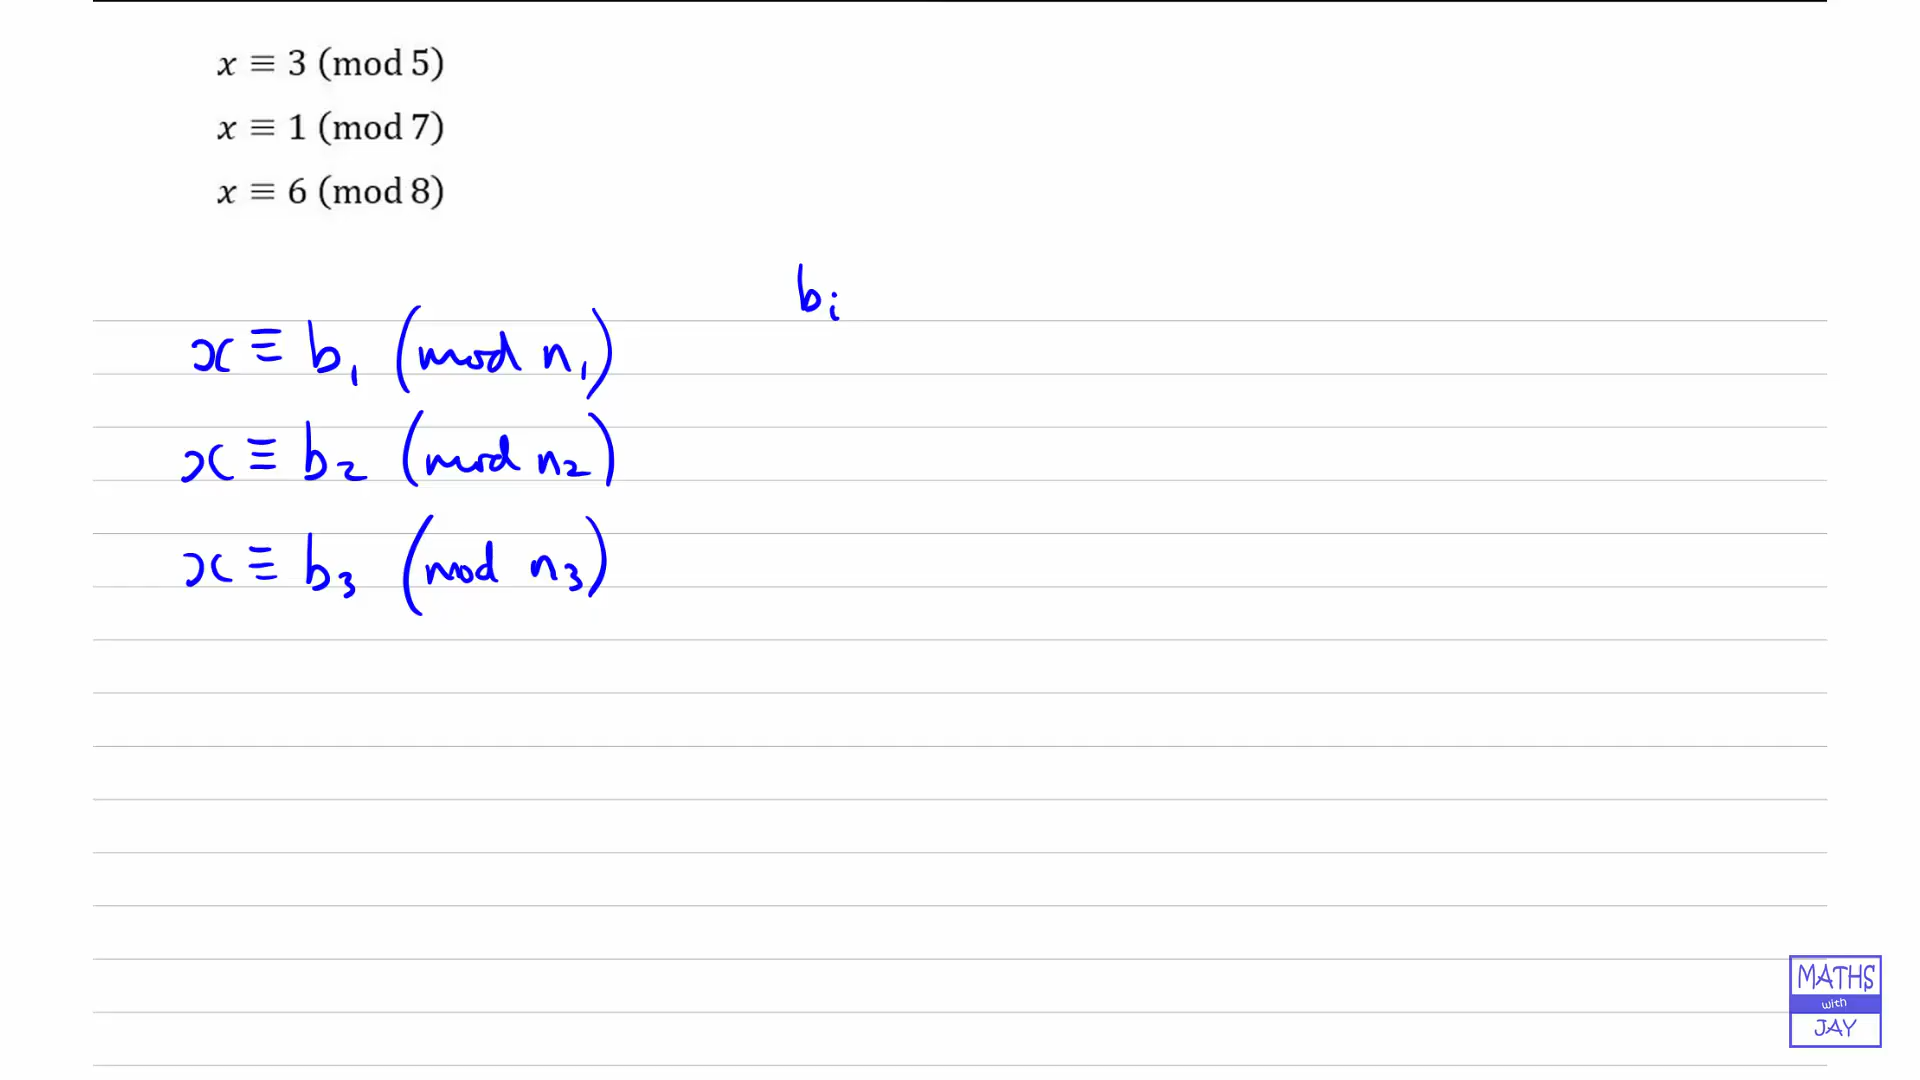 x ≡ 3 (mod 5)
x ≡ 1 (mod 7)
x ≡ 6 (mod 8)
bᵢ
x ≡ b₁ (mod n₁)
x ≡ b₂ (mod n₂)
x ≡ b₃ (mod n₃)
MATHS
with
JAY